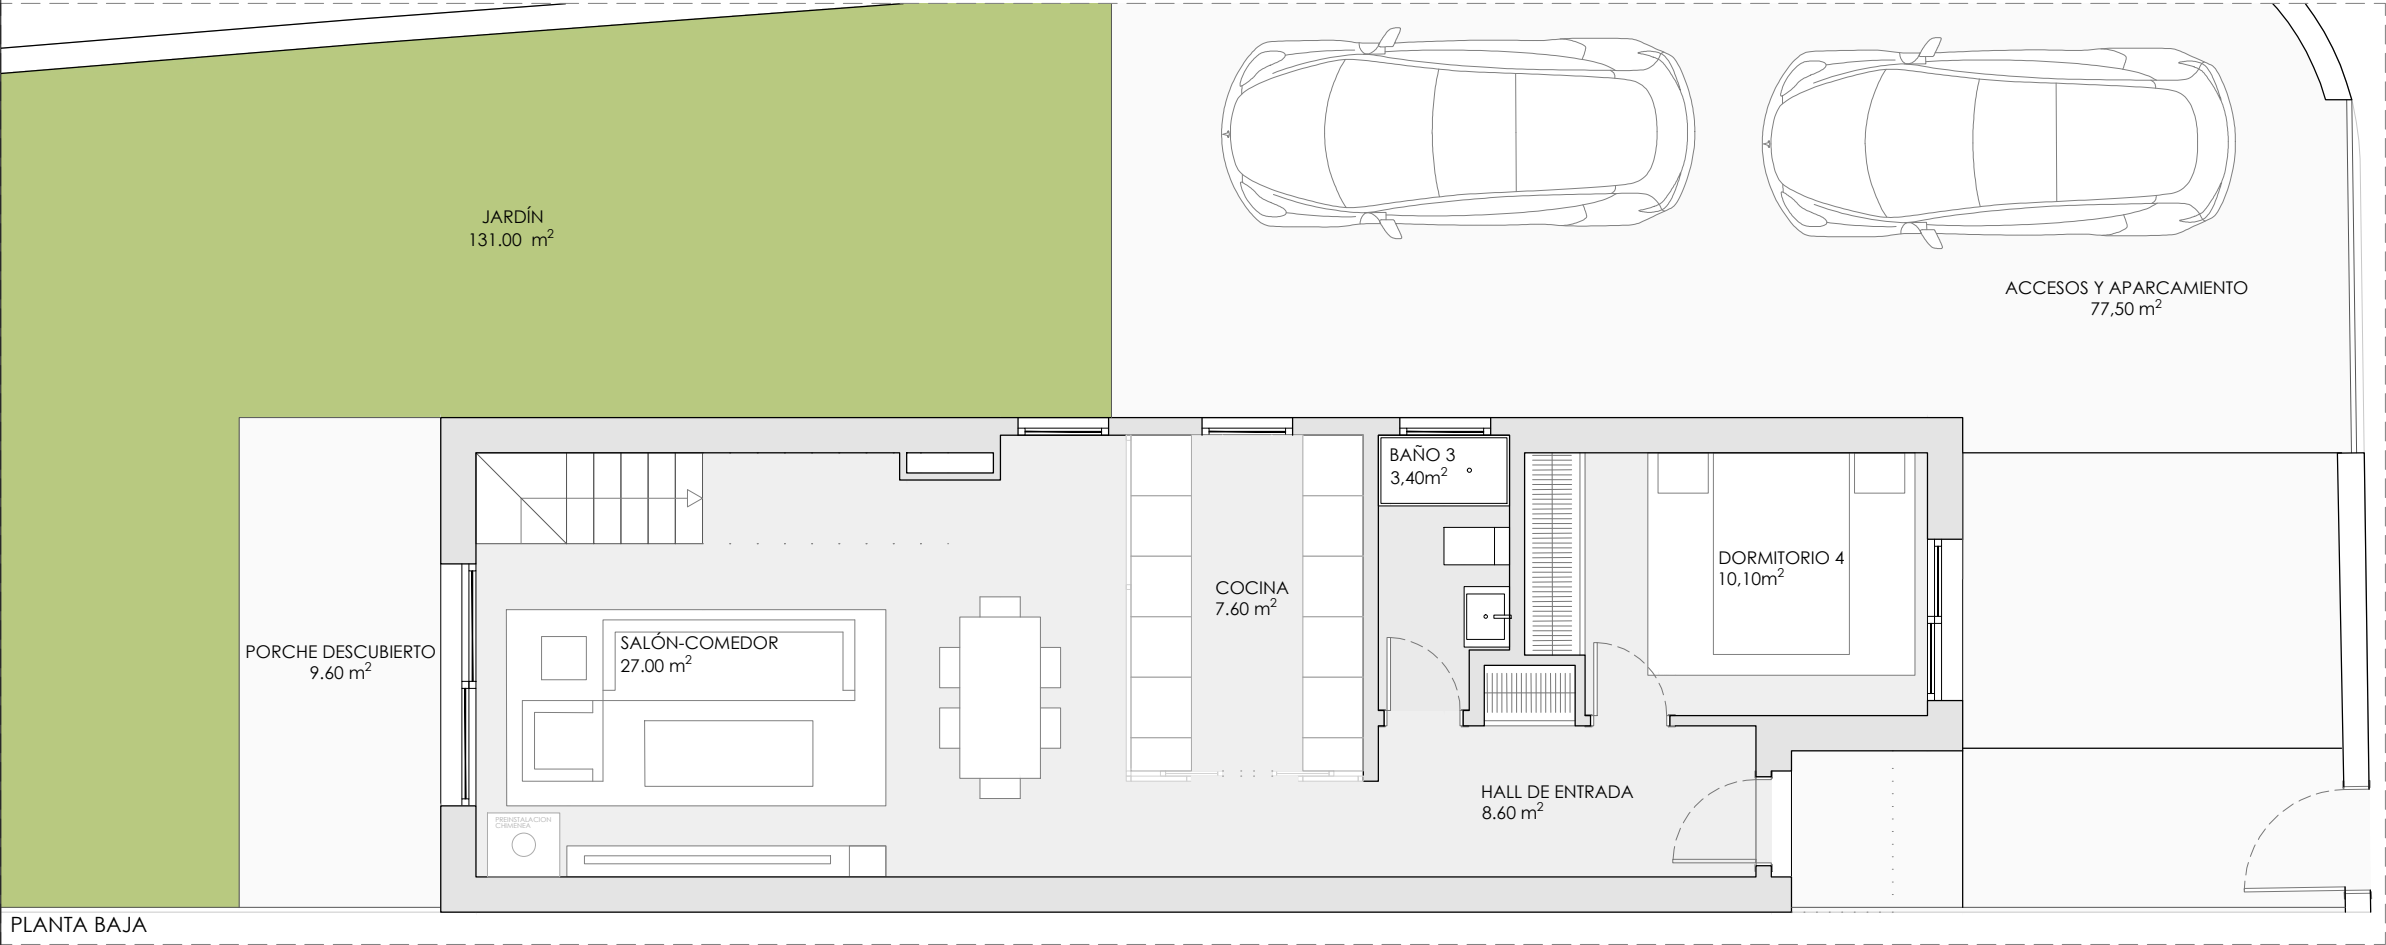 JARDÍN
131.00 m²
ACCESOS Y APARCAMIENTO
77,50 m²
BAÑO 3
3,40m²
DORMITORIO 4
10,10m²
COCINA
7.60 m²
SALÓN-COMEDOR
27.00 m²
PORCHE DESCUBIERTO
9.60 m²
HALL DE ENTRADA
8.60 m²
PREINSTALACION
CHIMENEA
PLANTA BAJA